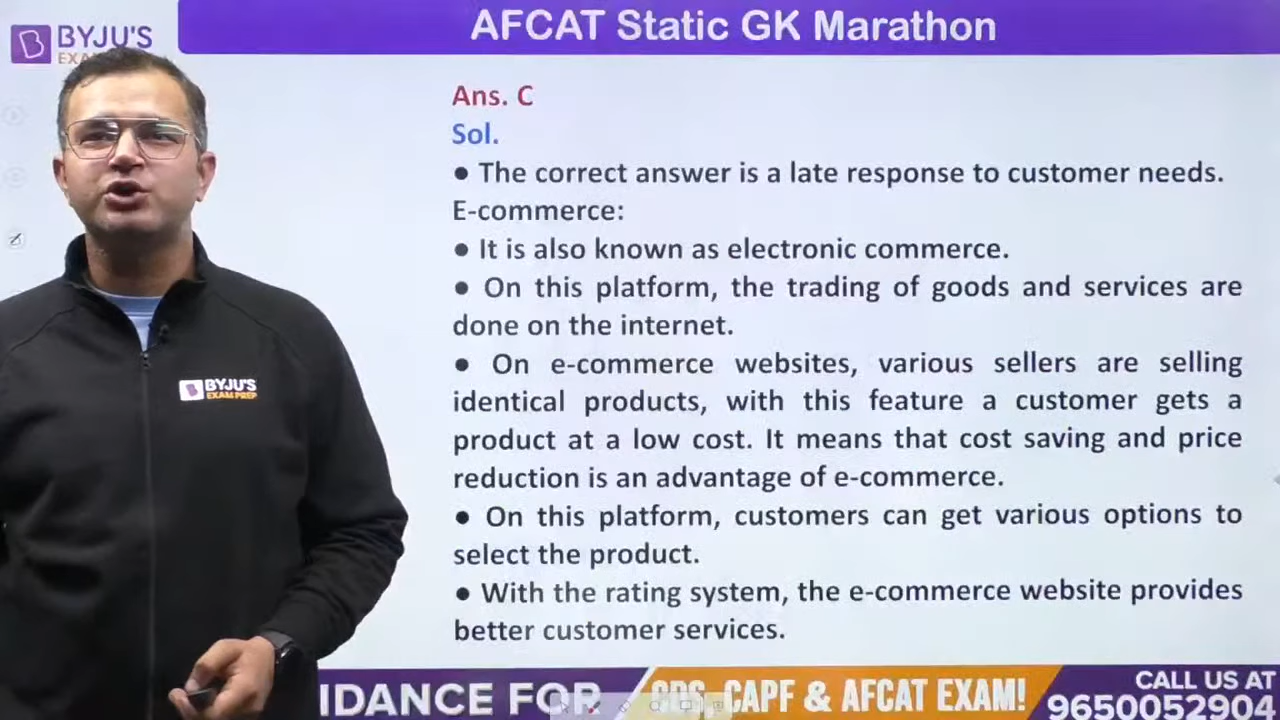 BYJU'S
EXA
AFCAT Static GK Marathon
Ans. C
Sol.
● The correct answer is a late response to customer needs.
E-commerce:
● It is also known as electronic commerce.
● On this platform, the trading of goods and services are
done on the internet.
● On e-commerce websites, various sellers are selling
identical products, with this feature a customer gets a
product at a low cost. It means that cost saving and price
reduction is an advantage of e-commerce.
● On this platform, customers can get various options to
select the product.
● With the rating system, the e-commerce website provides
better customer services.
BYJU'S
EXAM PREP
IDANCE FOR
CDS, CAPF & AFCAT EXAM!
CALL US AT
9650052904